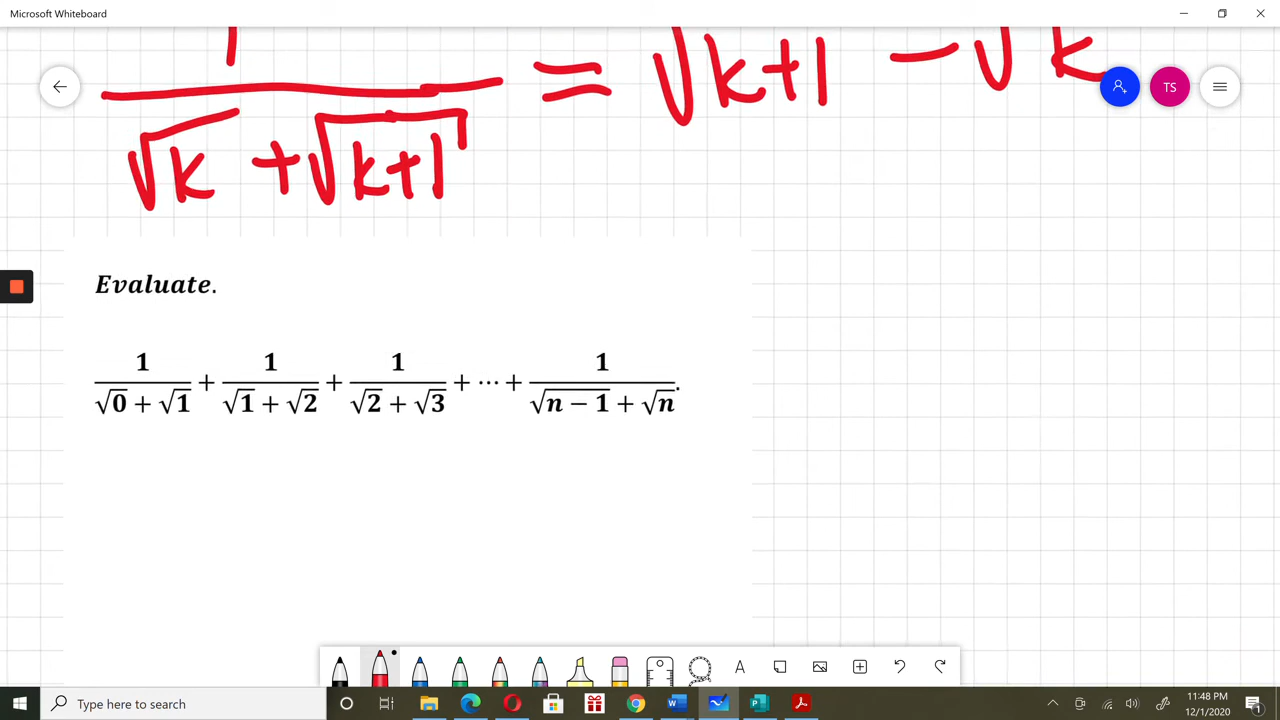 Microsoft Whiteboard
1 / (√k + √k+1) = √k+1 − √k
TS
Evaluate.
1/(√0 + √1) + 1/(√1 + √2) + 1/(√2 + √3) + ⋯ + 1/(√n − 1 + √n).
A
Type here to search
W
P
11:48 PM
12/1/2020
1